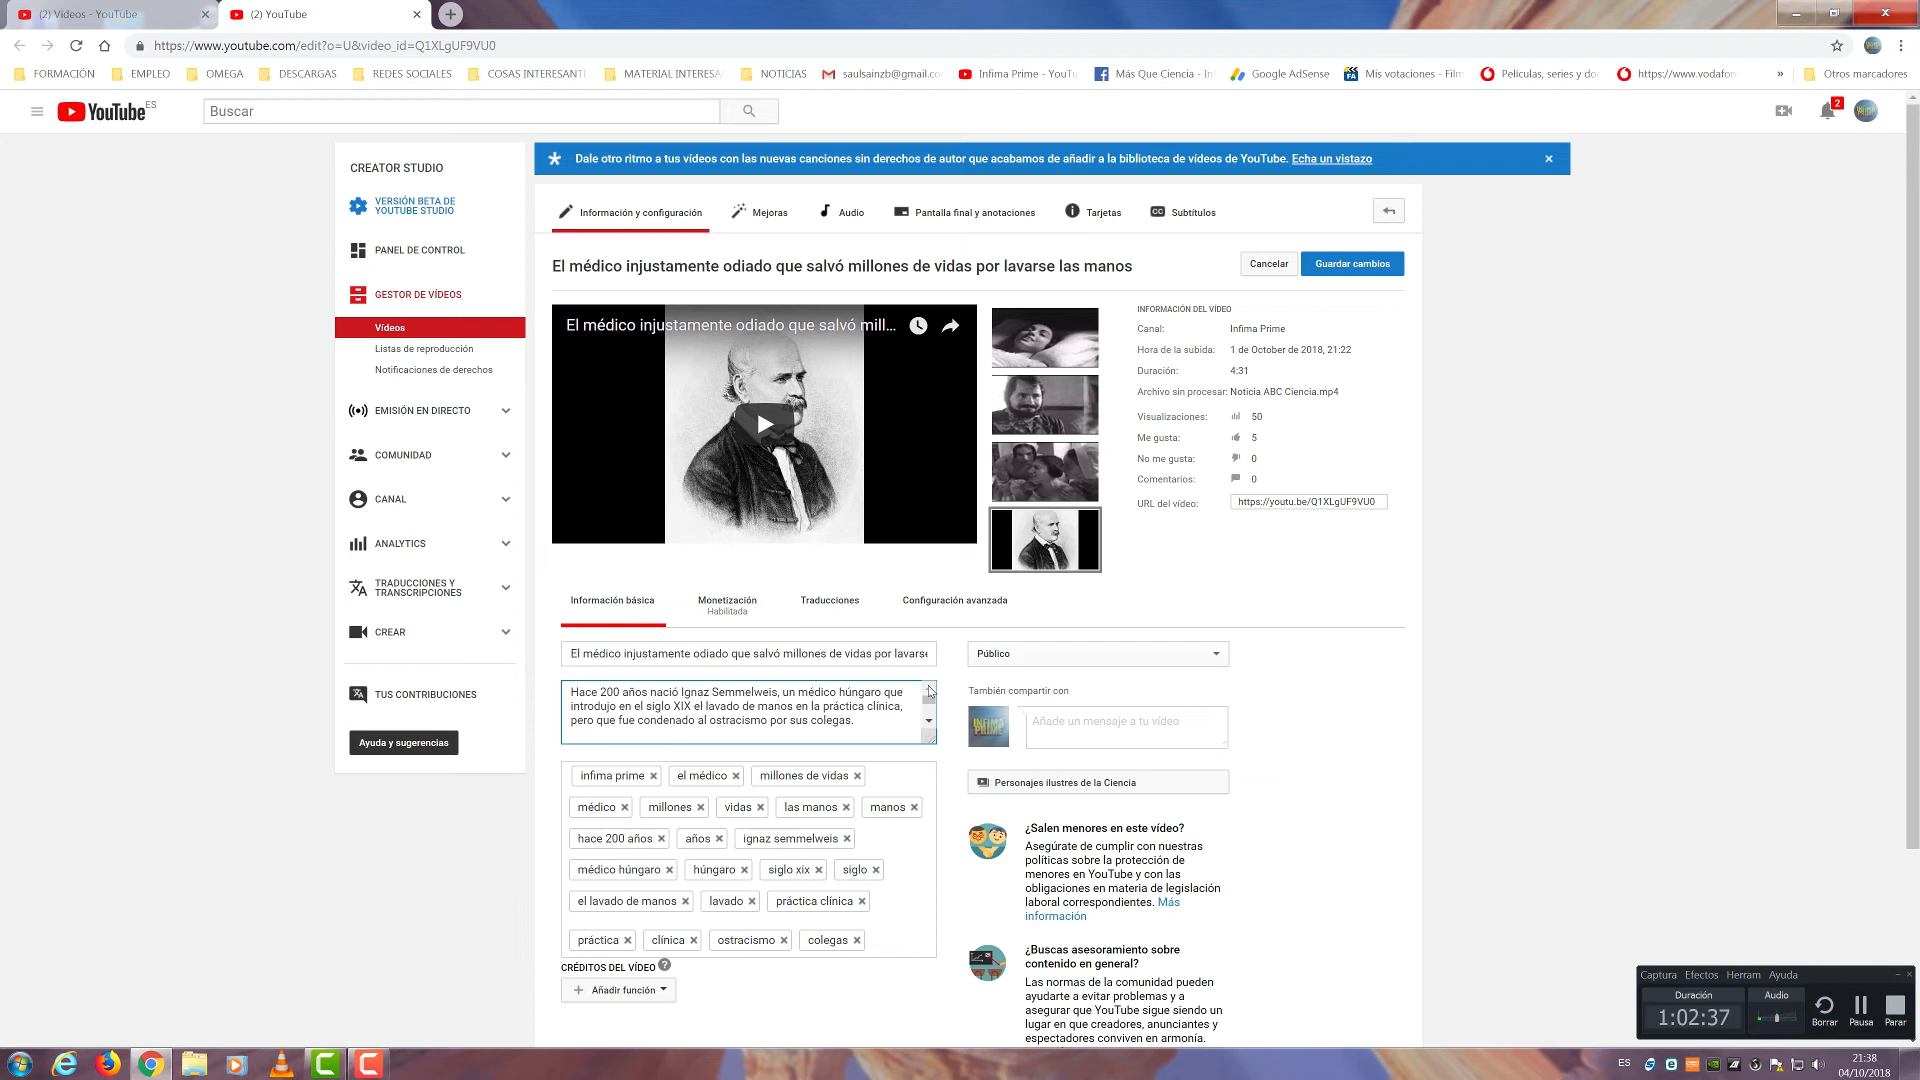 (2) Vídeos - YouTube
(2) YouTube
https://www.youtube.com/edit?o=U&video_id=Q1XLgUF9VU0
FORMACIÓN
EMPLEO
OMEGA
DESCARGAS
REDES SOCIALES
COSAS INTERESANT
MATERIAL INTERESA
NOTICIAS
saulsainzb@gmail.co
Infima Prime - YouTu
Más Que Ciencia - In
Google AdSense
Mis votaciones - Film
Películas, series y do
https://www.vodafon
»
Otros marcadores
YouTube ES
Buscar
2
CREATOR STUDIO
VERSIÓN BETA DE
YOUTUBE STUDIO
PANEL DE CONTROL
GESTOR DE VÍDEOS
Vídeos
Listas de reproducción
Notificaciones de derechos
EMISIÓN EN DIRECTO
COMUNIDAD
CANAL
ANALYTICS
TRADUCCIONES Y
TRANSCRIPCIONES
CREAR
TUS CONTRIBUCIONES
Ayuda y sugerencias
Dale otro ritmo a tus vídeos con las nuevas canciones sin derechos de autor que acabamos de añadir a la biblioteca de vídeos de YouTube. Echa un vistazo
Información y configuración
Mejoras
Audio
Pantalla final y anotaciones
Tarjetas
CC Subtítulos
El médico injustamente odiado que salvó millones de vidas por lavarse las manos
Cancelar
Guardar cambios
El médico injustamente odiado que salvó mill...
INFORMACIÓN DEL VÍDEO
Canal: Infima Prime
Hora de la subida: 1 de October de 2018, 21:22
Duración: 4:31
Archivo sin procesar: Noticia ABC Ciencia.mp4
Visualizaciones: 50
Me gusta: 5
No me gusta: 0
Comentarios: 0
URL del vídeo: https://youtu.be/Q1XLgUF9VU0
Información básica
Monetización
Habilitada
Traducciones
Configuración avanzada
El médico injustamente odiado que salvó millones de vidas por lavarse
Hace 200 años nació Ignaz Semmelweis, un médico húngaro que
introdujo en el siglo XIX el lavado de manos en la práctica clínica,
pero que fue condenado al ostracismo por sus colegas.
infima prime × el médico × millones de vidas ×
médico × millones × vidas × las manos × manos ×
hace 200 años × años × ignaz semmelweis ×
médico húngaro × húngaro × siglo xix × siglo ×
el lavado de manos × lavado × práctica clínica ×
práctica × clínica × ostracismo × colegas ×
CRÉDITOS DEL VÍDEO ?
+ Añadir función
Público
También compartir con
INFIMA
PRIME
Añade un mensaje a tu vídeo
Personajes ilustres de la Ciencia
¿Salen menores en este vídeo?
Asegúrate de cumplir con nuestras
políticas sobre la protección de
menores en YouTube y con las
obligaciones en materia de legislación
laboral correspondientes. Más
información
¿Buscas asesoramiento sobre
contenido en general?
Las normas de la comunidad pueden
ayudarte a evitar problemas y a
asegurar que YouTube sigue siendo un
lugar en que creadores, anunciantes y
espectadores conviven en armonía.
Captura Efectos Herram Ayuda
Duración
1:02:37
Audio
Borrar
Pausa
Parar
ES
21:38
04/10/2018